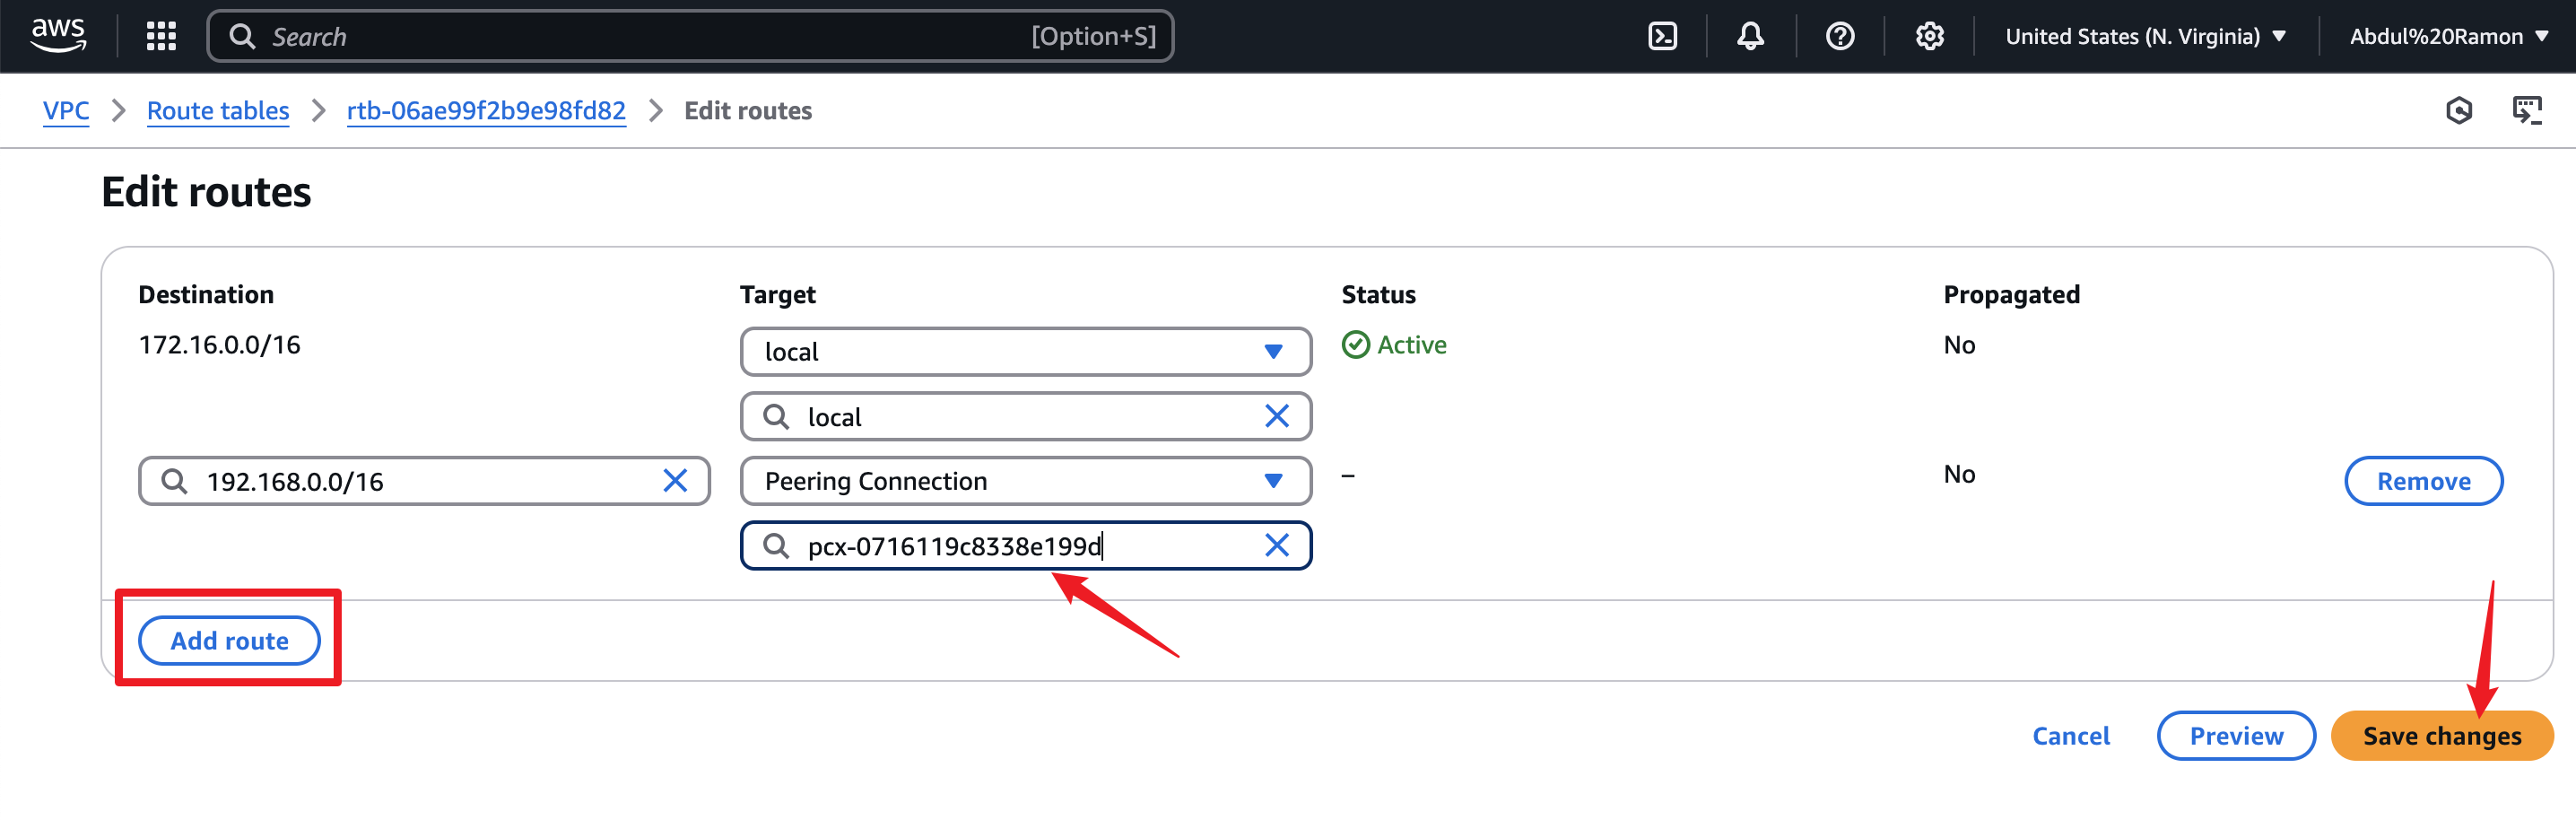 aws Search [Option+S] United States (N. Virginia) Abdul%20Ramon
VPC Route tables rtb-06ae99f2b9e98fd82 Edit routes
Edit routes
Destination Target Status Propagated
172.16.0.0/16 local Active No
local
192.168.0.0/16 Peering Connection – No Remove
pcx-0716119c8338e199d
Add route
Cancel Preview Save changes